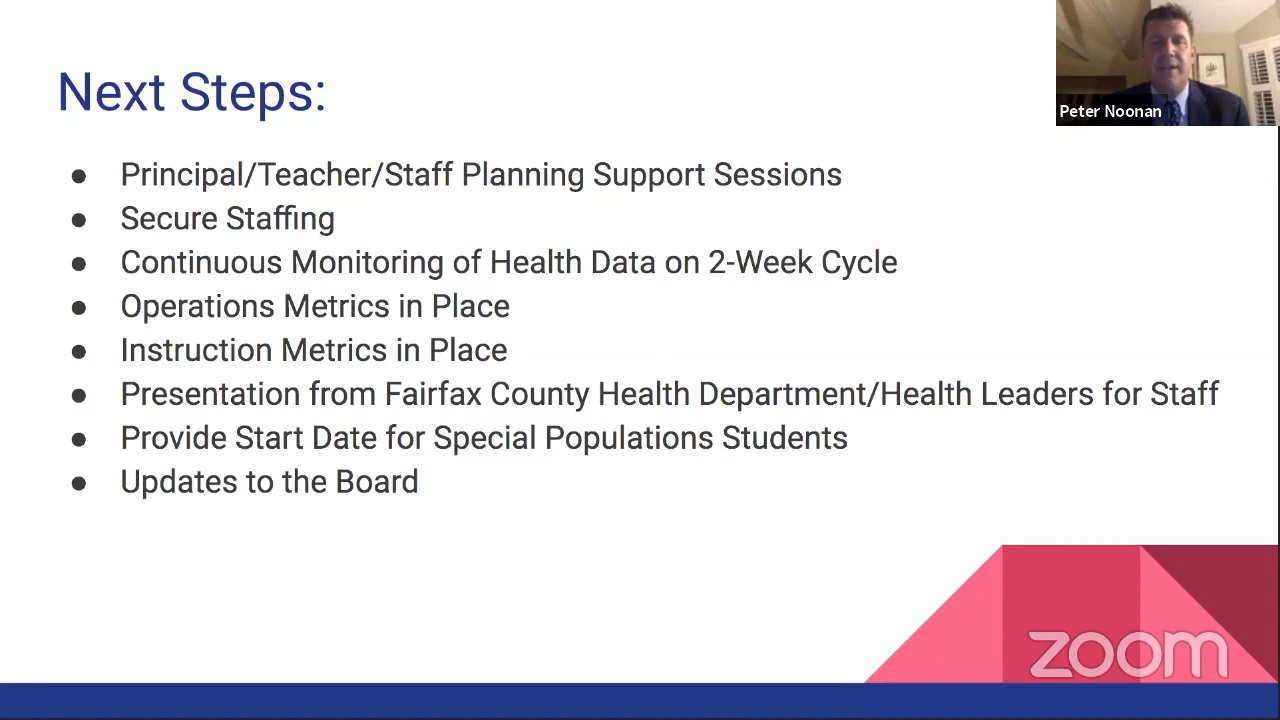 Next Steps:
Peter Noonan
● Principal/Teacher/Staff Planning Support Sessions
● Secure Staffing
● Continuous Monitoring of Health Data on 2-Week Cycle
● Operations Metrics in Place
● Instruction Metrics in Place
● Presentation from Fairfax County Health Department/Health Leaders for Staff
● Provide Start Date for Special Populations Students
● Updates to the Board
zoom